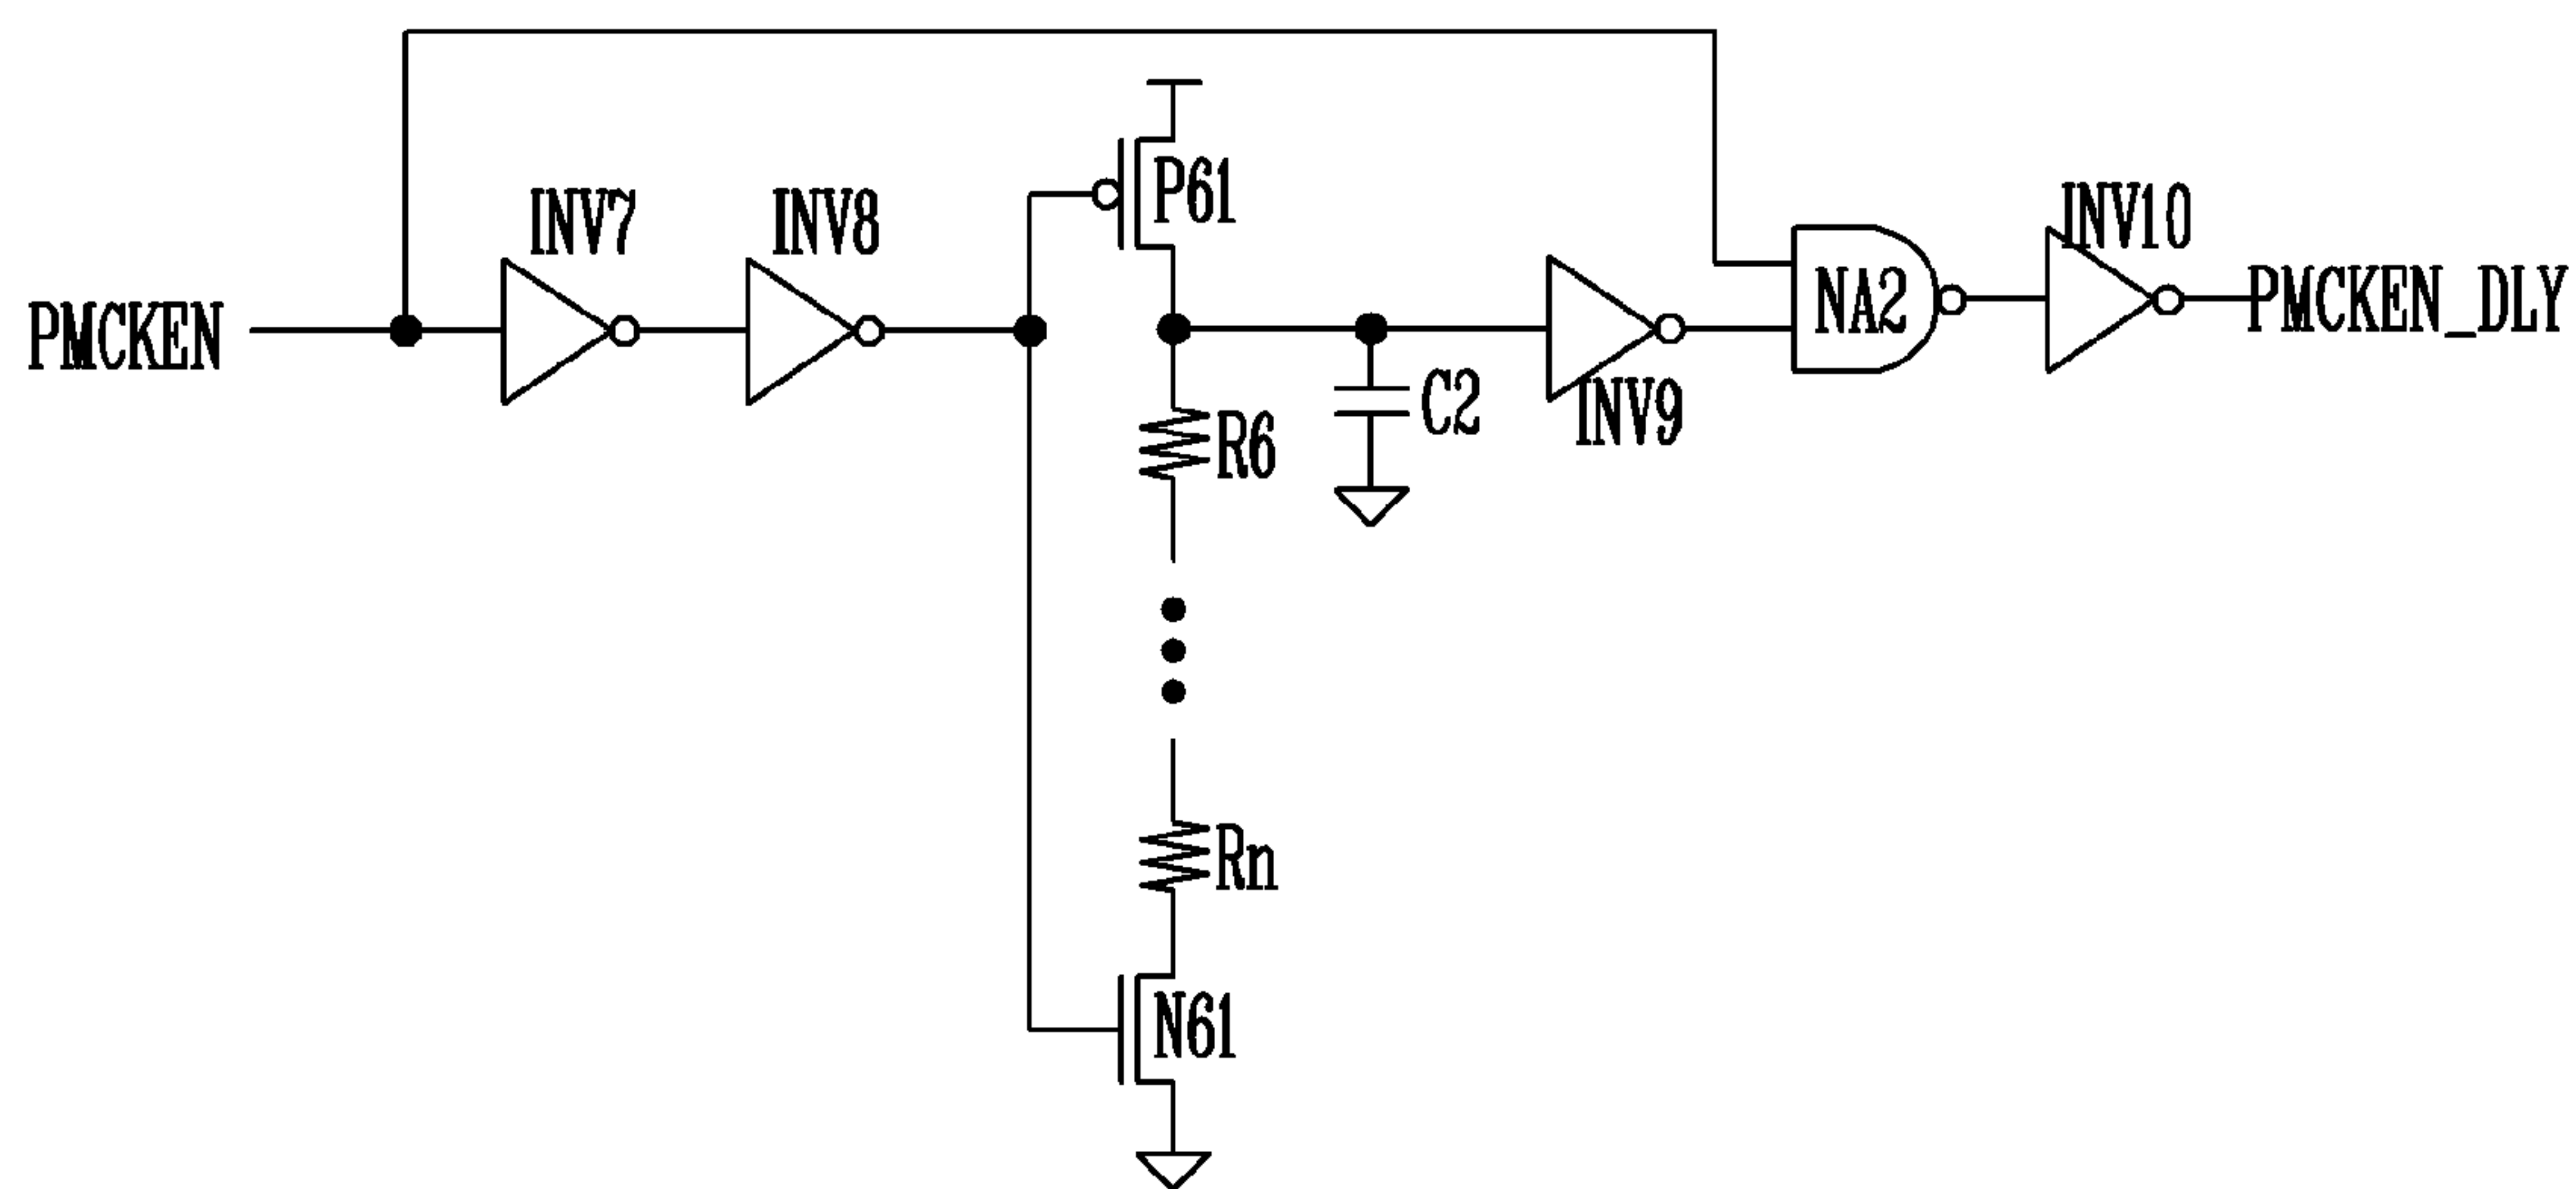 INV7
INV8
P61
INV10
PMCKEN
NA2
PMCKEN_DLY
C2
INV9
R6
Rn
N61